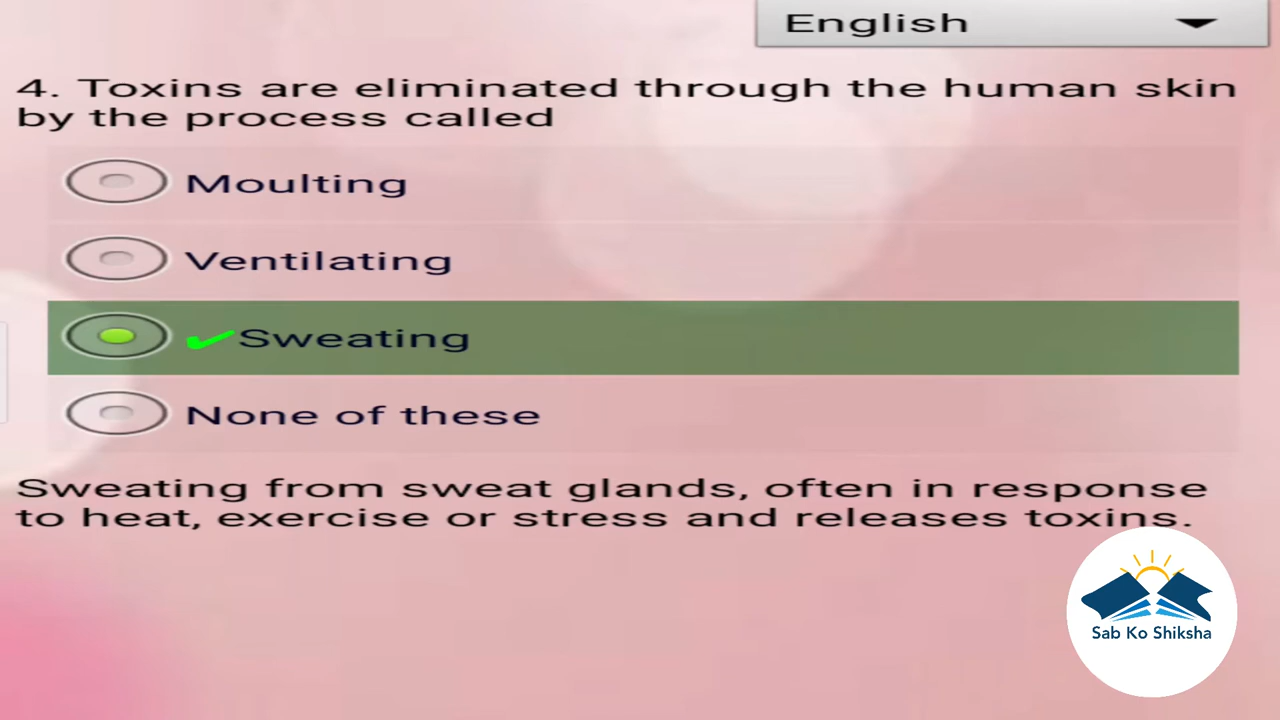 English
4. Toxins are eliminated through the human skin
by the process called
Moulting
Ventilating
Sweating
None of these
Sweating from sweat glands, often in response
to heat, exercise or stress and releases toxins.
Sab Ko Shiksha